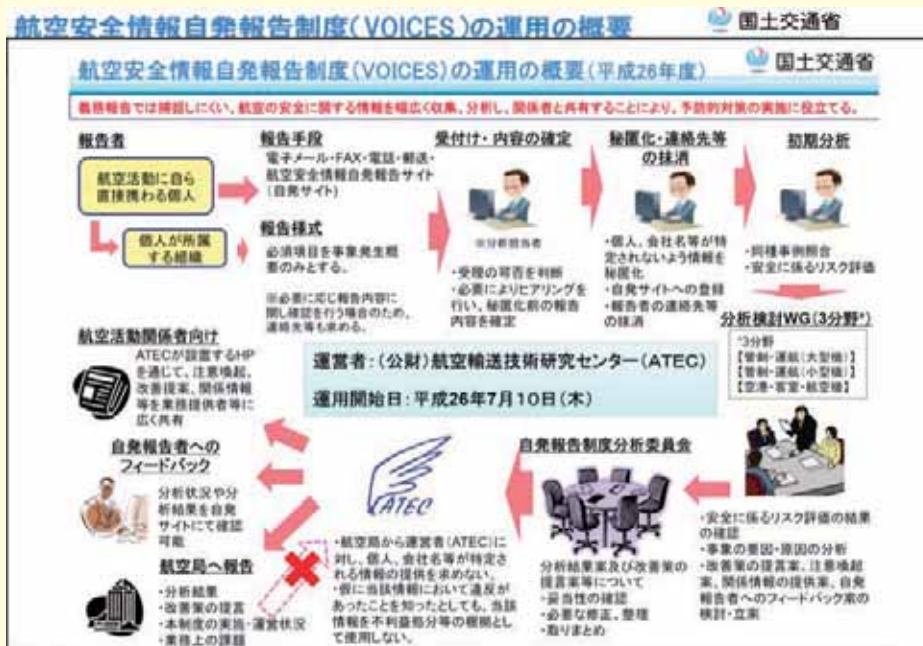 航空安全情報自発報告制度(VOICES)の運用の概要
国土交通省
航空安全情報自発報告制度(VOICES)の運用の概要(平成26年度)
国土交通省
義務報告では捕捉しにくい、航空の安全に関する情報を幅広く収集、分析し、関係者と共有することにより、予防的対策の実施に役立てる。
報告者
航空活動に自ら
直接携わる個人
個人が所属
する組織
報告手段
電子メール・FAX・電話・郵送・
航空安全情報自発報告サイト
(自発サイト)
報告様式
必須項目を事業発生概
要のみとする。
※必要に応じ報告内容に
関し確認を行う場合のため、
連絡先等も求める。
受付け・内容の確定
※分析担当者
・受理の可否を判断
・必要によりヒアリングを
行い、秘匿化前の報告
内容を確定
秘匿化・連絡先等
の抹消
・個人、会社名等が特
定されないよう情報を
秘匿化
・自発サイトへの登録
・報告者の連絡先等
の抹消
初期分析
・同種事例照合
・安全に係るリスク評価
分析検討WG(3分野*)
*3分野
【管制・運航(大型機)】
【管制・運航(小型機)】
【空港・客室・航空機】
・安全に係るリスク評価の結果
の確認
・事業の要因・原因の分析
・改善策の提言案、注意喚起
案、関係情報の提供案、自発
報告者へのフィードバック案の
検討・立案
運営者:(公財)航空輸送技術研究センター(ATEC)
運用開始日:平成26年7月10日(木)
自発報告制度分析委員会
分析結果案及び改善策の
提言案等について
・妥当性の確認
・必要な修正、整理
・取りまとめ
ATEC
・航空局から運営者(ATEC)に
対し、個人、会社名等が特定
される情報の提供を求めない。
・仮に当該情報において違反が
あったことを知ったとしても、当該
情報を不利益処分等の根拠とし
て使用しない。
航空活動関係者向け
ATECが設置するHP
を通じて、注意喚起、
改善提案、関係情報
等を業務提供者等に
広く共有
自発報告者への
フィードバック
分析状況や分
析結果を自発
サイトにて確認
可能
航空局へ報告
・分析結果
・改善策の提言
・本制度の実施・運営状況
・業務上の課題